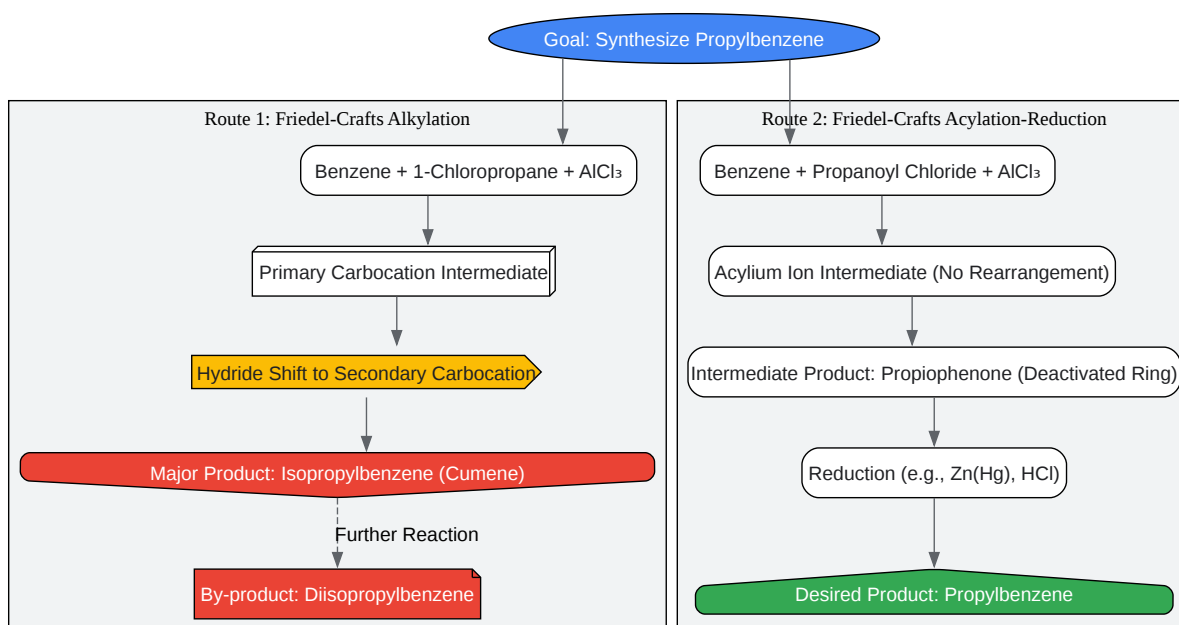 Goal: Synthesize Propylbenzene
Route 1: Friedel-Crafts Alkylation
Benzene + 1-Chloropropane + AlCl₃
Primary Carbocation Intermediate
Hydride Shift to Secondary Carbocation
Major Product: Isopropylbenzene (Cumene)
Further Reaction
By-product: Diisopropylbenzene
Route 2: Friedel-Crafts Acylation-Reduction
Benzene + Propanoyl Chloride + AlCl₃
Acylium Ion Intermediate (No Rearrangement)
Intermediate Product: Propiophenone (Deactivated Ring)
Reduction (e.g., Zn(Hg), HCl)
Desired Product: Propylbenzene